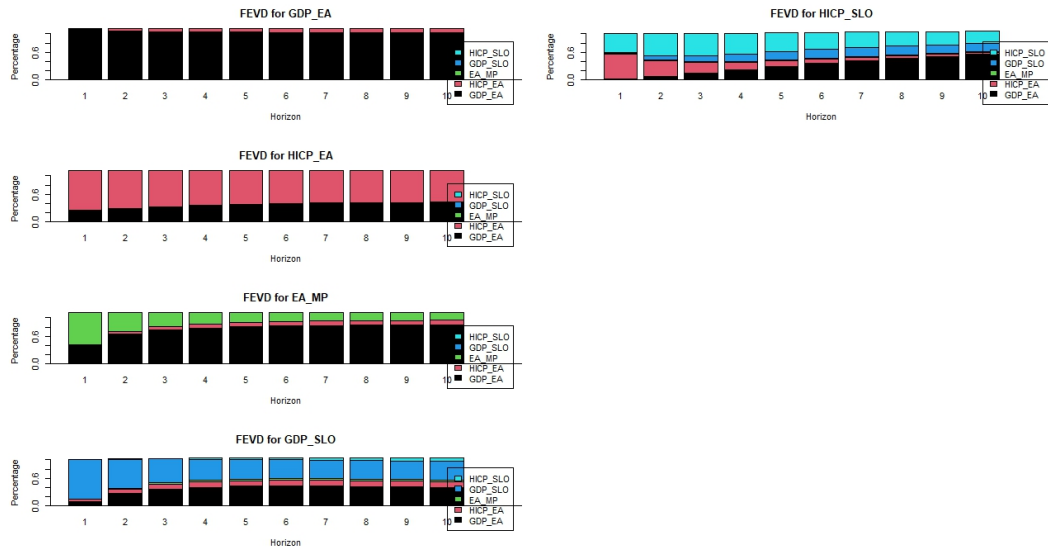 FEVD for GDP_EA
Percentage
0.0 0.6
HICP_SLO
GDP_SLO
EA_MP
HICP_EA
GDP_EA
1 2 3 4 5 6 7 8 9 10
Horizon
FEVD for HICP_EA
Percentage
0.0 0.6
HICP_SLO
GDP_SLO
EA_MP
HICP_EA
GDP_EA
1 2 3 4 5 6 7 8 9 10
Horizon
FEVD for EA_MP
Percentage
0.0 0.6
HICP_SLO
GDP_SLO
EA_MP
HICP_EA
GDP_EA
1 2 3 4 5 6 7 8 9 10
Horizon
FEVD for GDP_SLO
Percentage
0.0 0.6
HICP_SLO
GDP_SLO
EA_MP
HICP_EA
GDP_EA
1 2 3 4 5 6 7 8 9 10
Horizon
FEVD for HICP_SLO
Percentage
0.0 0.6
HICP_SLO
GDP_SLO
EA_MP
HICP_EA
GDP_EA
1 2 3 4 5 6 7 8 9 10
Horizon